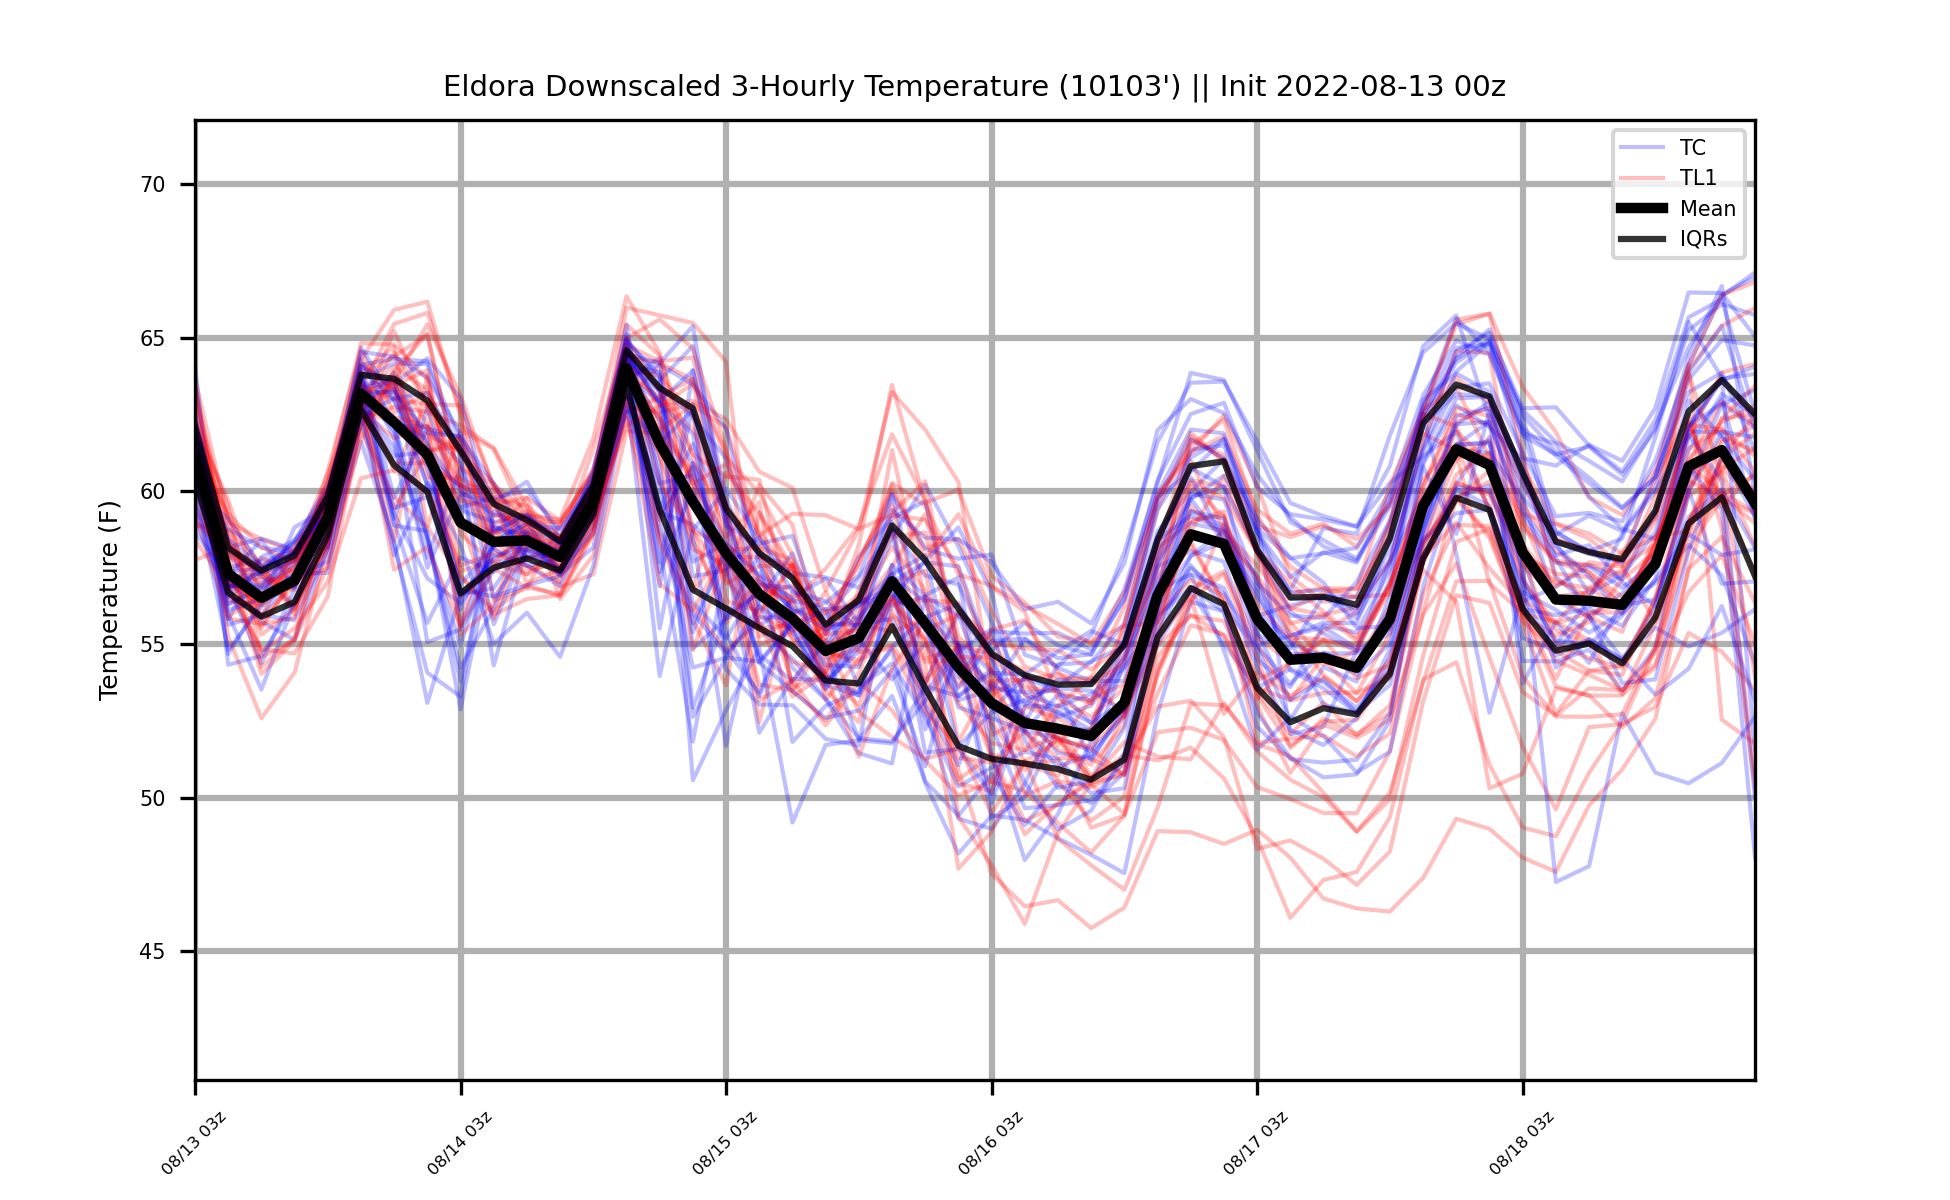 Eldora Downscaled 3-Hourly Temperature (10103') || Init 2022-08-13 00z
TC
TL1
Mean
IQRs
Temperature (F)
70
65
60
55
50
45
08/13 03z
08/14 03z
08/15 03z
08/16 03z
08/17 03z
08/18 03z